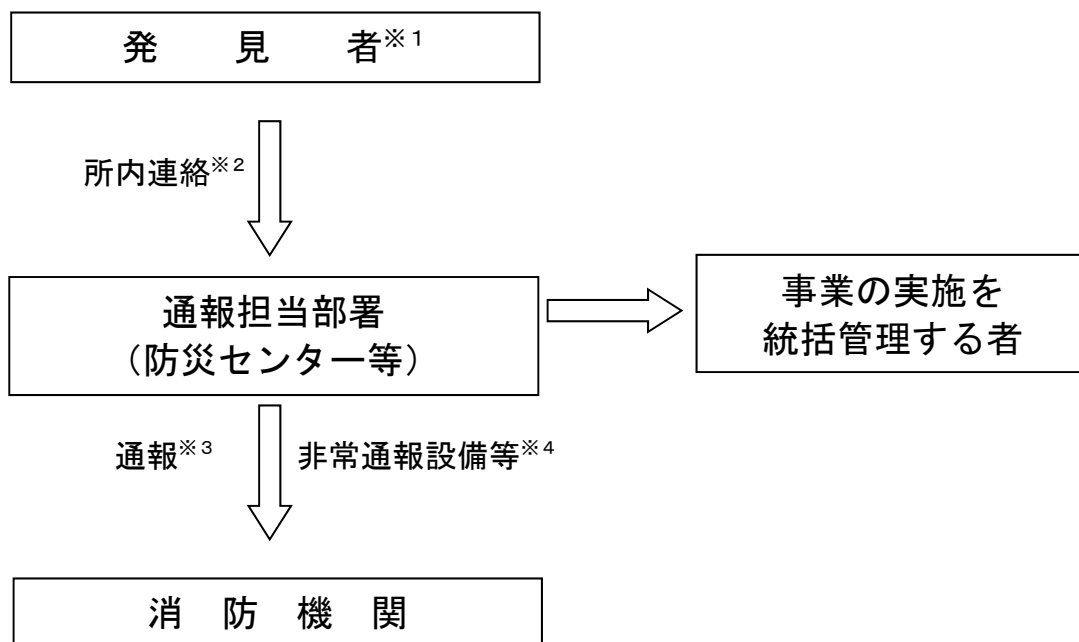 発　見　者※1
所内連絡※2
通報担当部署
（防災センター等）
事業の実施を
統括管理する者
通報※3
非常通報設備等※4
消　防　機　関